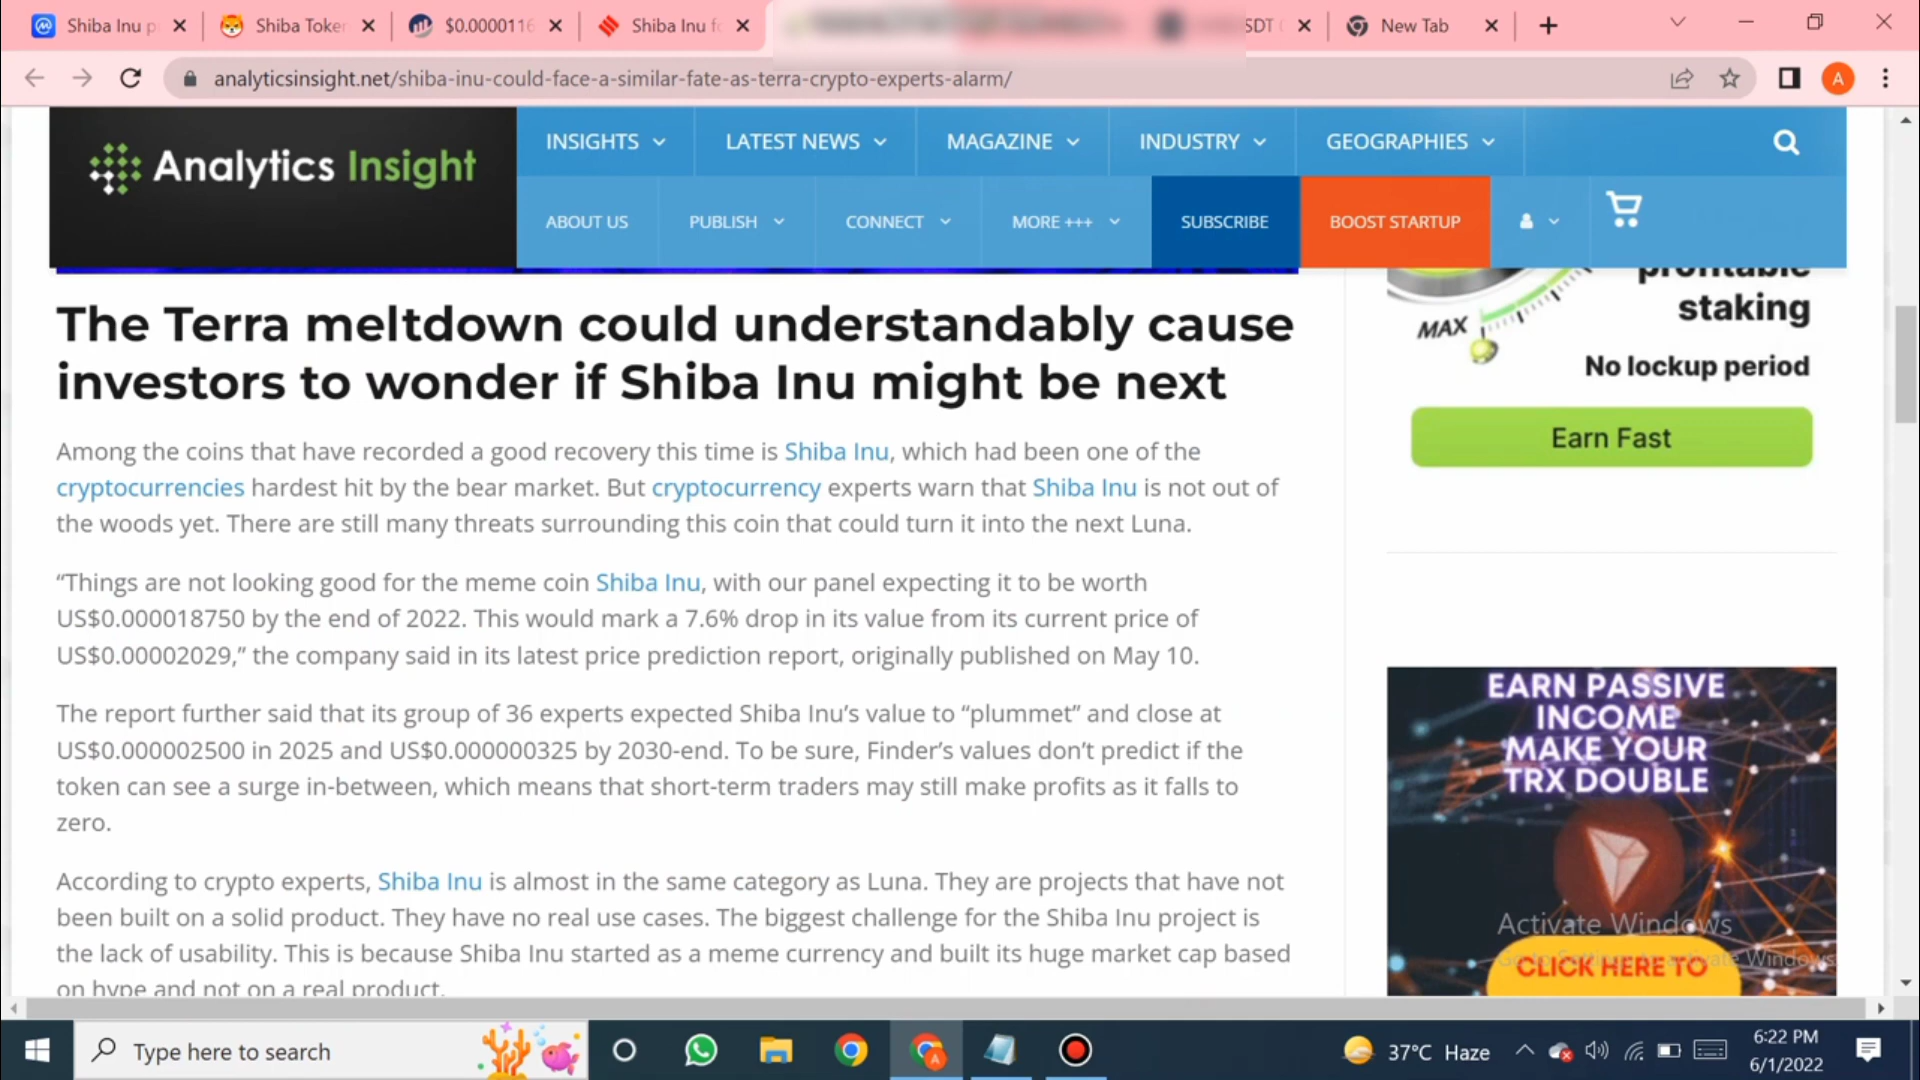 Shiba Inu p
Shiba Token
$0.0000116
Shiba Inu fo
SDT
New Tab
analyticsinsight.net/shiba-inu-could-face-a-similar-fate-as-terra-crypto-experts-alarm/
A
Analytics Insight
INSIGHTS
LATEST NEWS
MAGAZINE
INDUSTRY
GEOGRAPHIES
ABOUT US
PUBLISH
CONNECT
MORE +++
SUBSCRIBE
BOOST STARTUP
The Terra meltdown could understandably cause
investors to wonder if Shiba Inu might be next
Among the coins that have recorded a good recovery this time is Shiba Inu, which had been one of the
cryptocurrencies hardest hit by the bear market. But cryptocurrency experts warn that Shiba Inu is not out of
the woods yet. There are still many threats surrounding this coin that could turn it into the next Luna.
“Things are not looking good for the meme coin Shiba Inu, with our panel expecting it to be worth
US$0.000018750 by the end of 2022. This would mark a 7.6% drop in its value from its current price of
US$0.00002029,” the company said in its latest price prediction report, originally published on May 10.
The report further said that its group of 36 experts expected Shiba Inu’s value to “plummet” and close at
US$0.000002500 in 2025 and US$0.000000325 by 2030-end. To be sure, Finder’s values don’t predict if the
token can see a surge in-between, which means that short-term traders may still make profits as it falls to
zero.
According to crypto experts, Shiba Inu is almost in the same category as Luna. They are projects that have not
been built on a solid product. They have no real use cases. The biggest challenge for the Shiba Inu project is
the lack of usability. This is because Shiba Inu started as a meme currency and built its huge market cap based
on hype and not on a real product.
profitable
staking
MAX
No lockup period
Earn Fast
EARN PASSIVE
INCOME
MAKE YOUR
TRX DOUBLE
Activate Windows
Go to Settings to activate Windows.
CLICK HERE TO
Type here to search
A
37°C Haze
6:22 PM
6/1/2022